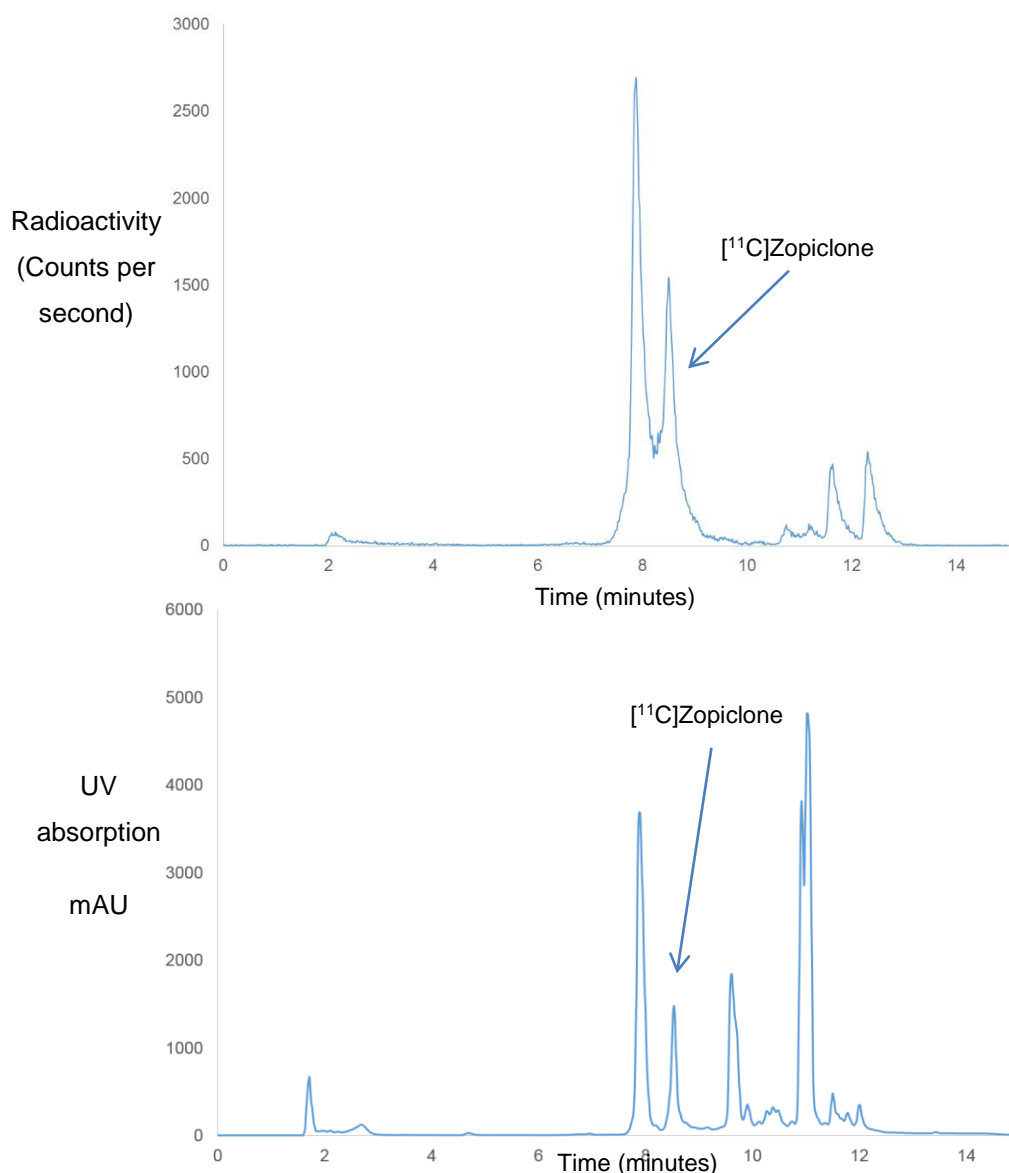 3000
2500
2000
1500
1000
500
0
Radioactivity
(Counts per
second)
[¹¹C]Zopiclone
0 2 4 6 8 10 12 14
Time (minutes)
6000
5000
4000
3000
2000
1000
0
UV
absorption
mAU
[¹¹C]Zopiclone
0 2 4 6 8 10 12 14
Time (minutes)